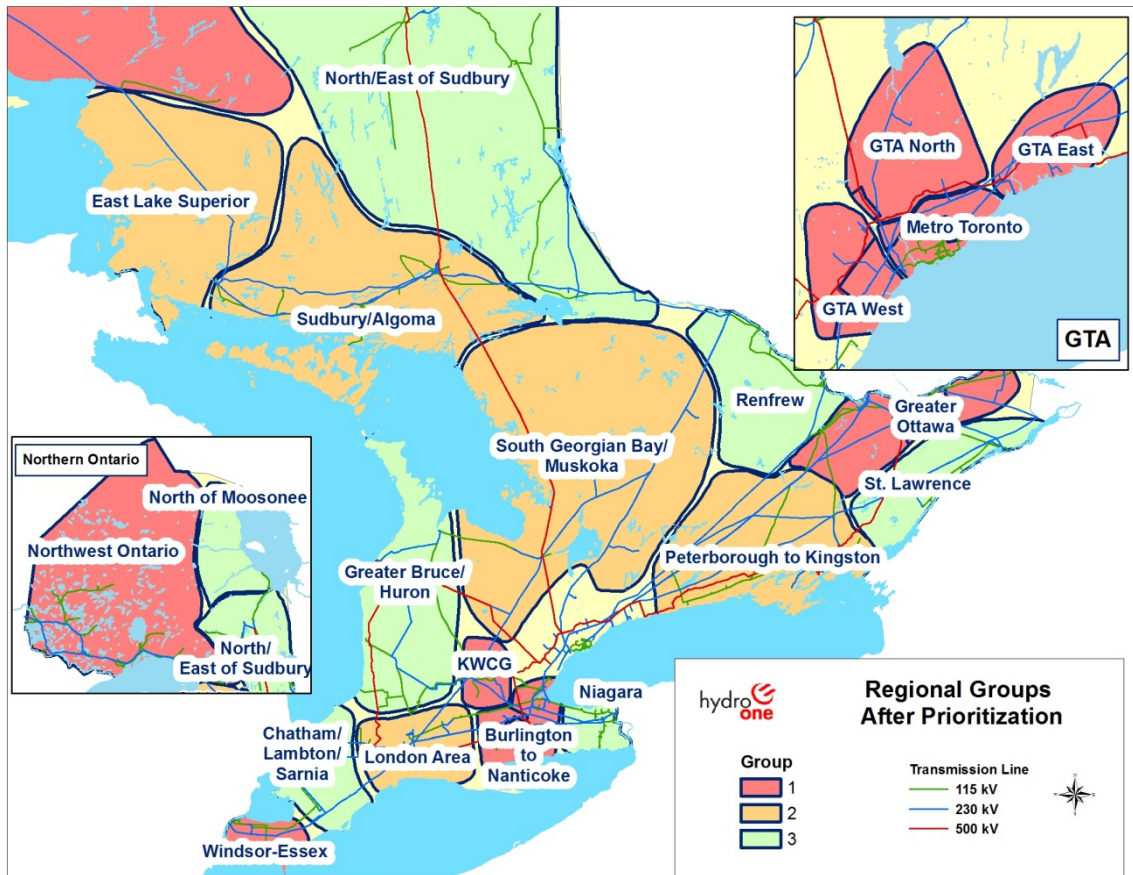 North/East of Sudbury
GTA North
GTA East
Metro Toronto
GTA West
GTA
East Lake Superior
Sudbury/Algoma
Renfrew
Greater
Ottawa
St. Lawrence
South Georgian Bay/
Muskoka
Peterborough to Kingston
Northern Ontario
North of Moosonee
Northwest Ontario
North/
East of Sudbury
Greater Bruce/
Huron
KWCG
Niagara
Burlington
to
Nanticoke
Chatham/
Lambton/
Sarnia
London Area
Windsor-Essex
hydro
one
Regional Groups
After Prioritization
Group
1
2
3
Transmission Line
115 kV
230 kV
500 kV